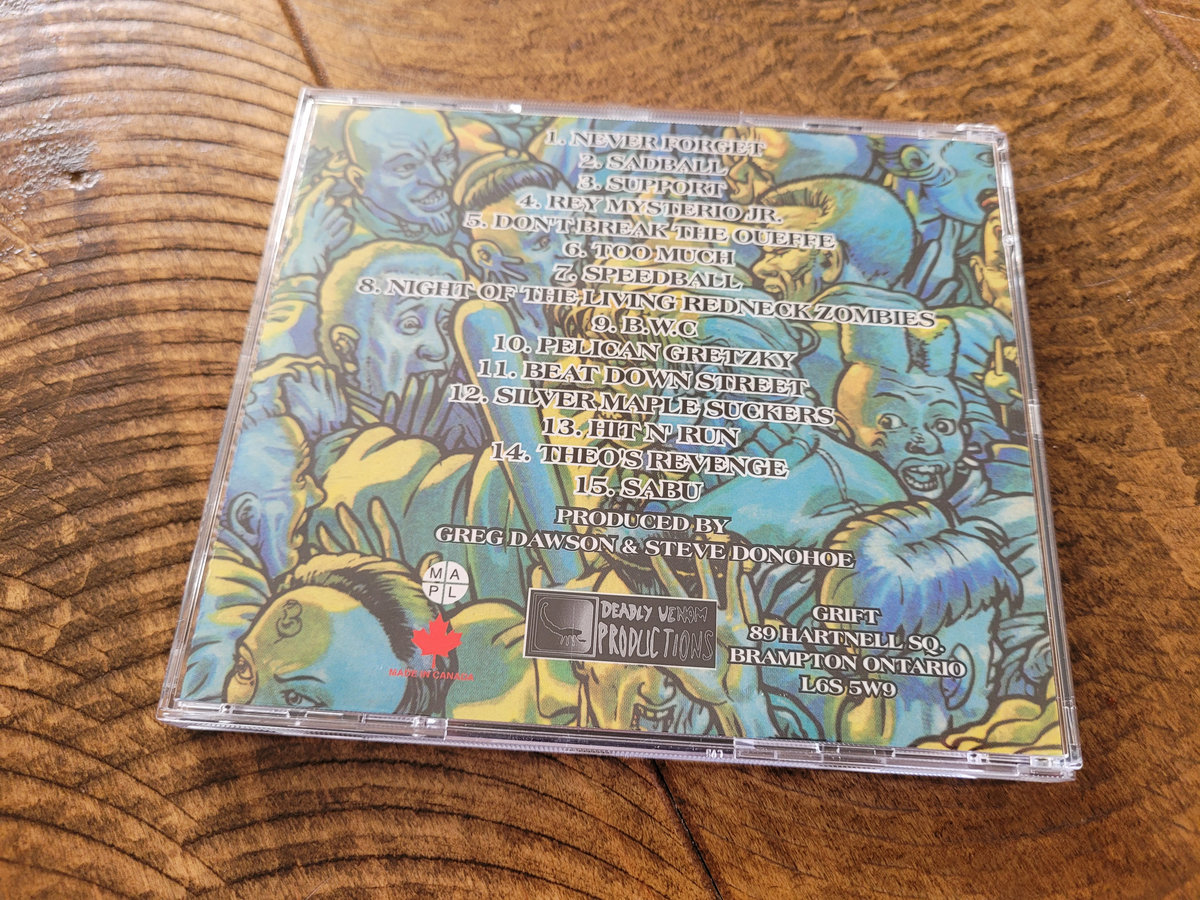 1. NEVER FORGET
2. SADBALL
3. SUPPORT
4. REY MYSTERIO JR.
5. DON'T BREAK THE OUEFFE
6. TOO MUCH
7. SPEEDBALL
8. NIGHT OF THE LIVING REDNECK ZOMBIES
9. B.W.C
10. PELICAN GRETZKY
11. BEAT DOWN STREET
12. SILVER MAPLE SUCKERS
13. HIT N' RUN
14. THEO'S REVENGE
15. SABU
PRODUCED BY
GREG DAWSON & STEVE DONOHOE
MA
PL
MADE IN CANADA
DEADLY VENOM
PRODUCTIONS
GRIFT
89 HARTNELL SQ.
BRAMPTON ONTARIO
L6S 5W9